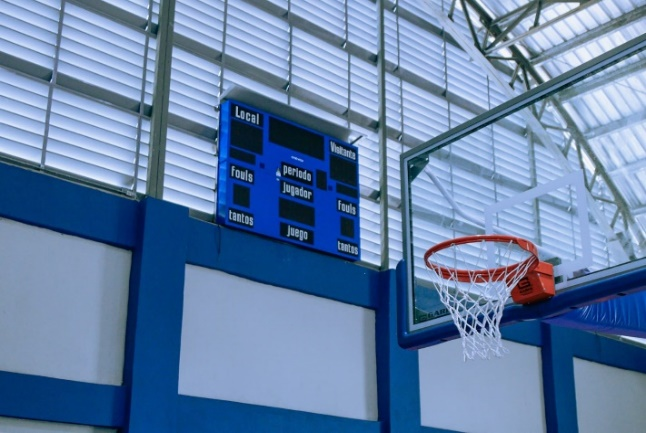 Local
Visitante
periodo
fouls
jugador
fouls
tantos
juego
tantos